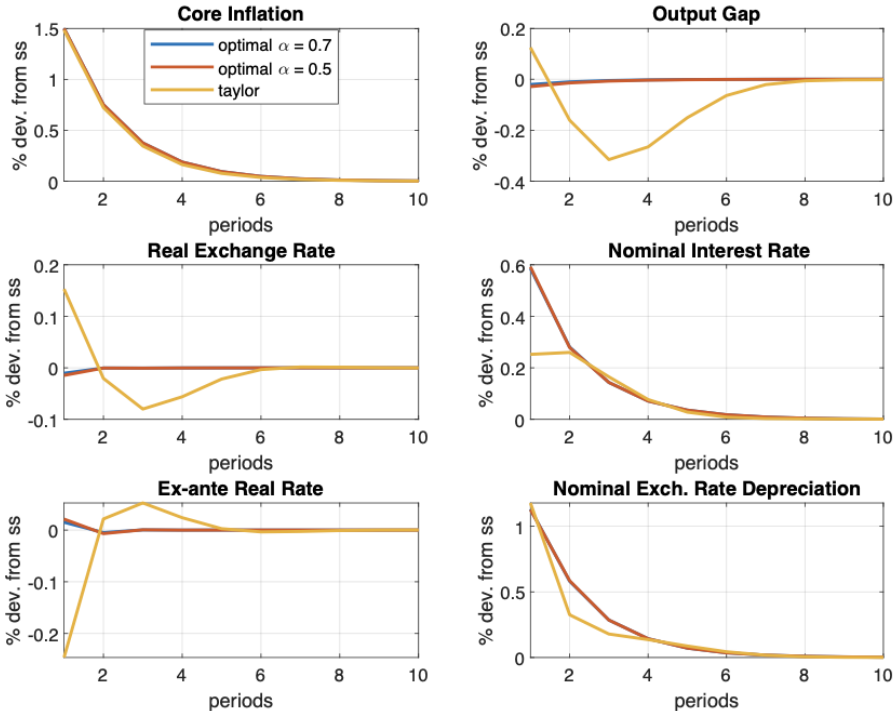 Core Inflation
% dev. from ss
1.5
1
0.5
0
2 4 6 8 10
periods
optimal α = 0.7
optimal α = 0.5
taylor
Output Gap
% dev. from ss
0.2
0
-0.2
-0.4
2 4 6 8 10
periods
Real Exchange Rate
% dev. from ss
0.2
0.1
0
-0.1
2 4 6 8 10
periods
Nominal Interest Rate
% dev. from ss
0.6
0.4
0.2
0
2 4 6 8 10
periods
Ex-ante Real Rate
% dev. from ss
0
-0.1
-0.2
2 4 6 8 10
periods
Nominal Exch. Rate Depreciation
% dev. from ss
1
0.5
0
2 4 6 8 10
periods